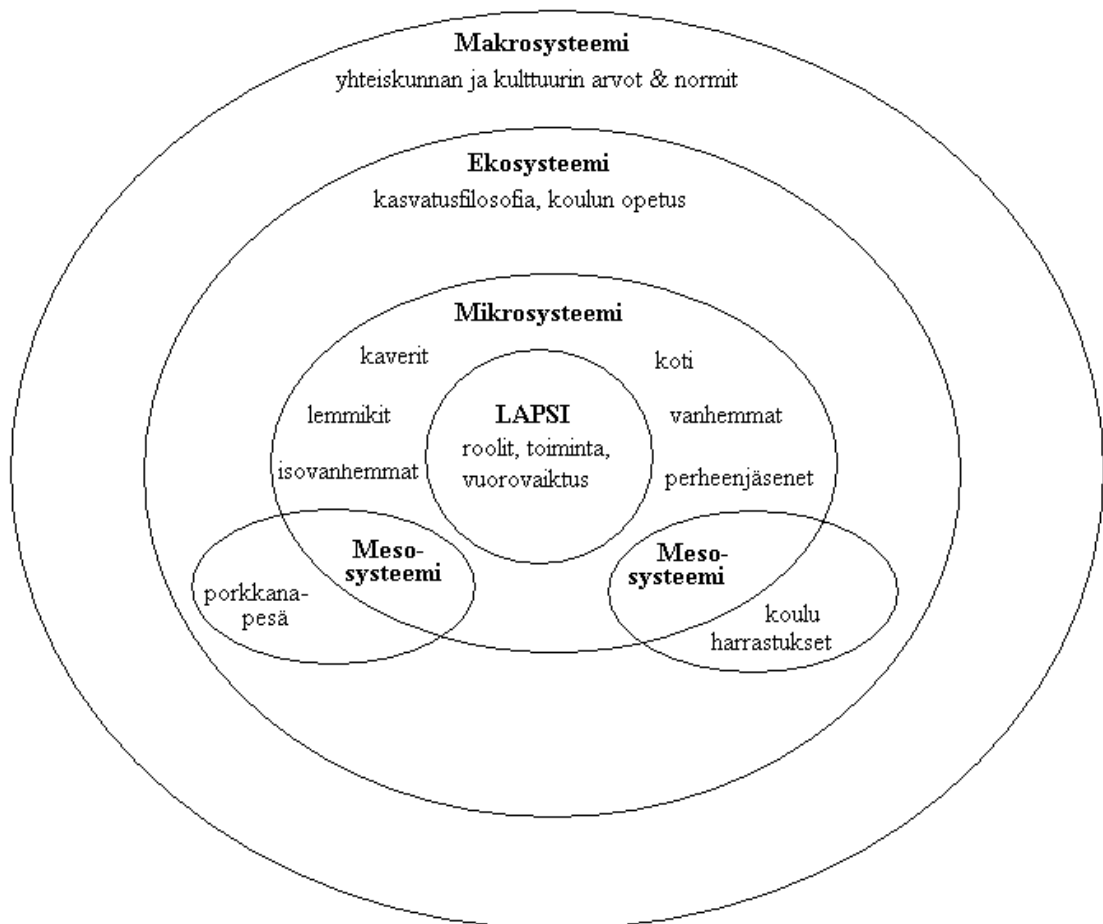 Makrosysteemi
yhteiskunnan ja kulttuurin arvot & normit
Ekosysteemi
kasvatusfilosofia, koulun opetus
Mikrosysteemi
kaverit
koti
lemmikit
LAPSI
vanhemmat
roolit, toiminta,
vuorovaiktus
isovanhemmat
perheenjäsenet
Meso-
systeemi
Meso-
systeemi
porkkana-
pesä
koulu
harrastukset